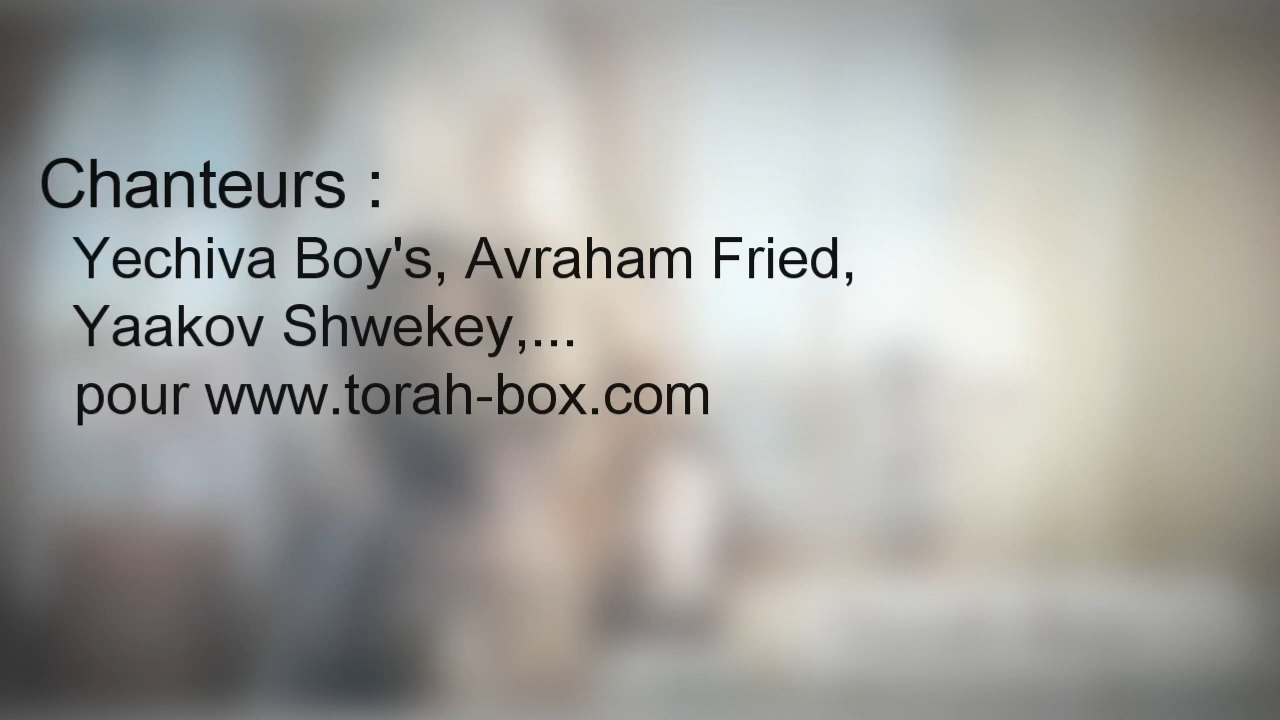 Chanteurs :
Yechiva Boy's, Avraham Fried,
Yaakov Shwekey,...
pour www.torah-box.com